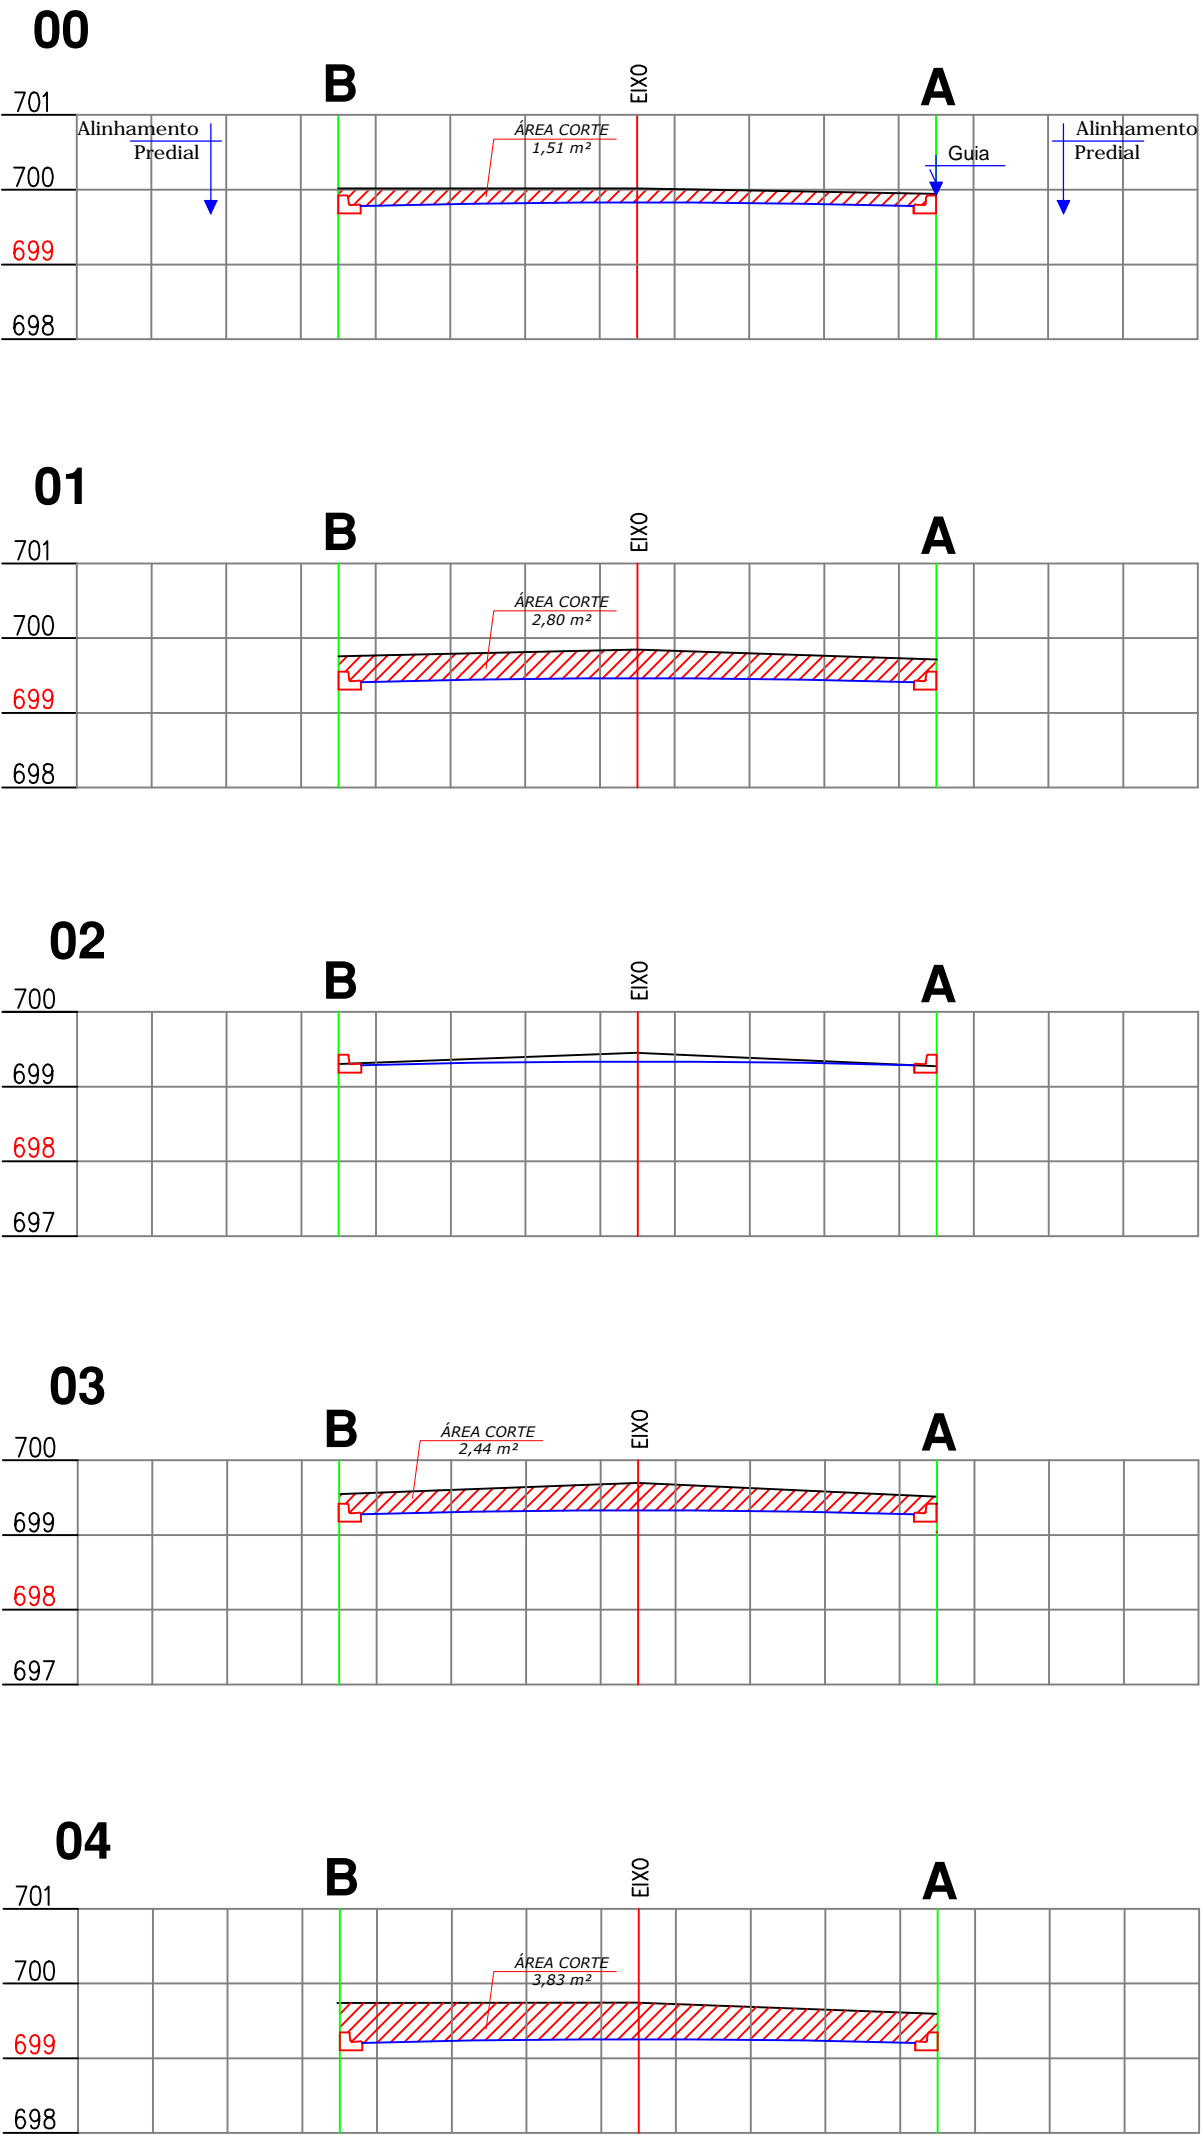 00
B
EIXO
A
701
Alinhamento
Predial
ÁREA CORTE
1,51 m²
Guia
Alinhamento
Predial
700
699
698
01
B
EIXO
A
701
ÁREA CORTE
2,80 m²
700
699
698
02
B
EIXO
A
700
699
698
697
03
B
EIXO
A
ÁREA CORTE
2,44 m²
700
699
698
697
04
B
EIXO
A
701
ÁREA CORTE
3,83 m²
700
699
698